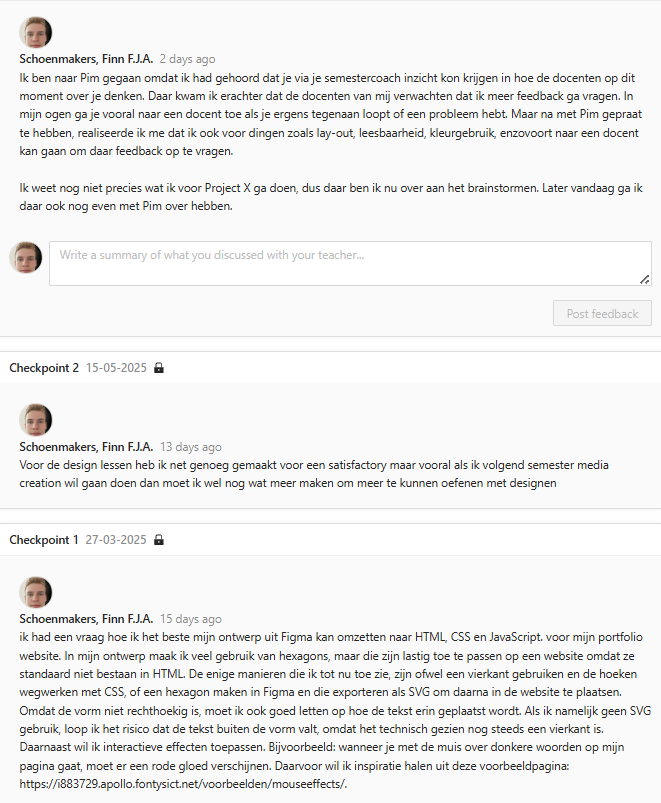 Schoenmakers, Finn F.J.A. 2 days ago
Ik ben naar Pim gegaan omdat ik had gehoord dat je via je semestercoach inzicht kon krijgen in hoe de docenten op dit
moment over je denken. Daar kwam ik erachter dat de docenten van mij verwachten dat ik meer feedback ga vragen. In
mijn ogen ga je vooral naar een docent toe als je ergens tegenaan loopt of een probleem hebt. Maar na met Pim gepraat
te hebben, realiseerde ik me dat ik ook voor dingen zoals lay-out, leesbaarheid, kleurgebruik, enzovoort naar een docent
kan gaan om daar feedback op te vragen.
Ik weet nog niet precies wat ik voor Project X ga doen, dus daar ben ik nu over aan het brainstormen. Later vandaag ga ik
daar ook nog even met Pim over hebben.
Write a summary of what you discussed with your teacher...
Post feedback
Checkpoint 2 15-05-2025
Schoenmakers, Finn F.J.A. 13 days ago
Voor de design lessen heb ik net genoeg gemaakt voor een satisfactory maar vooral als ik volgend semester media
creation wil gaan doen dan moet ik wel nog wat meer maken om meer te kunnen oefenen met designen
Checkpoint 1 27-03-2025
Schoenmakers, Finn F.J.A. 15 days ago
ik had een vraag hoe ik het beste mijn ontwerp uit Figma kan omzetten naar HTML, CSS en JavaScript. voor mijn portfolio
website. In mijn ontwerp maak ik veel gebruik van hexagons, maar die zijn lastig toe te passen op een website omdat ze
standaard niet bestaan in HTML. De enige manieren die ik tot nu toe zie, zijn ofwel een vierkant gebruiken en de hoeken
wegwerken met CSS, of een hexagon maken in Figma en die exporteren als SVG om daarna in de website te plaatsen.
Omdat de vorm niet rechthoekig is, moet ik ook goed letten op hoe de tekst erin geplaatst wordt. Als ik namelijk geen SVG
gebruik, loop ik het risico dat de tekst buiten de vorm valt, omdat het technisch gezien nog steeds een vierkant is.
Daarnaast wil ik interactieve effecten toepassen. Bijvoorbeeld: wanneer je met de muis over donkere woorden op mijn
pagina gaat, moet er een rode gloed verschijnen. Daarvoor wil ik inspiratie halen uit deze voorbeeldpagina:
https://i883729.apollo.fontysict.net/voorbeelden/mouseeffects/.